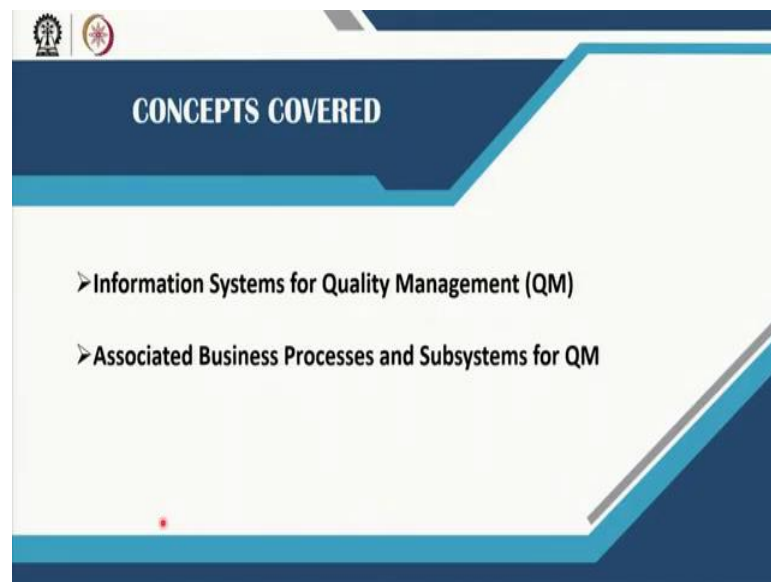 CONCEPTS COVERED
➢Information Systems for Quality Management (QM)
➢Associated Business Processes and Subsystems for QM